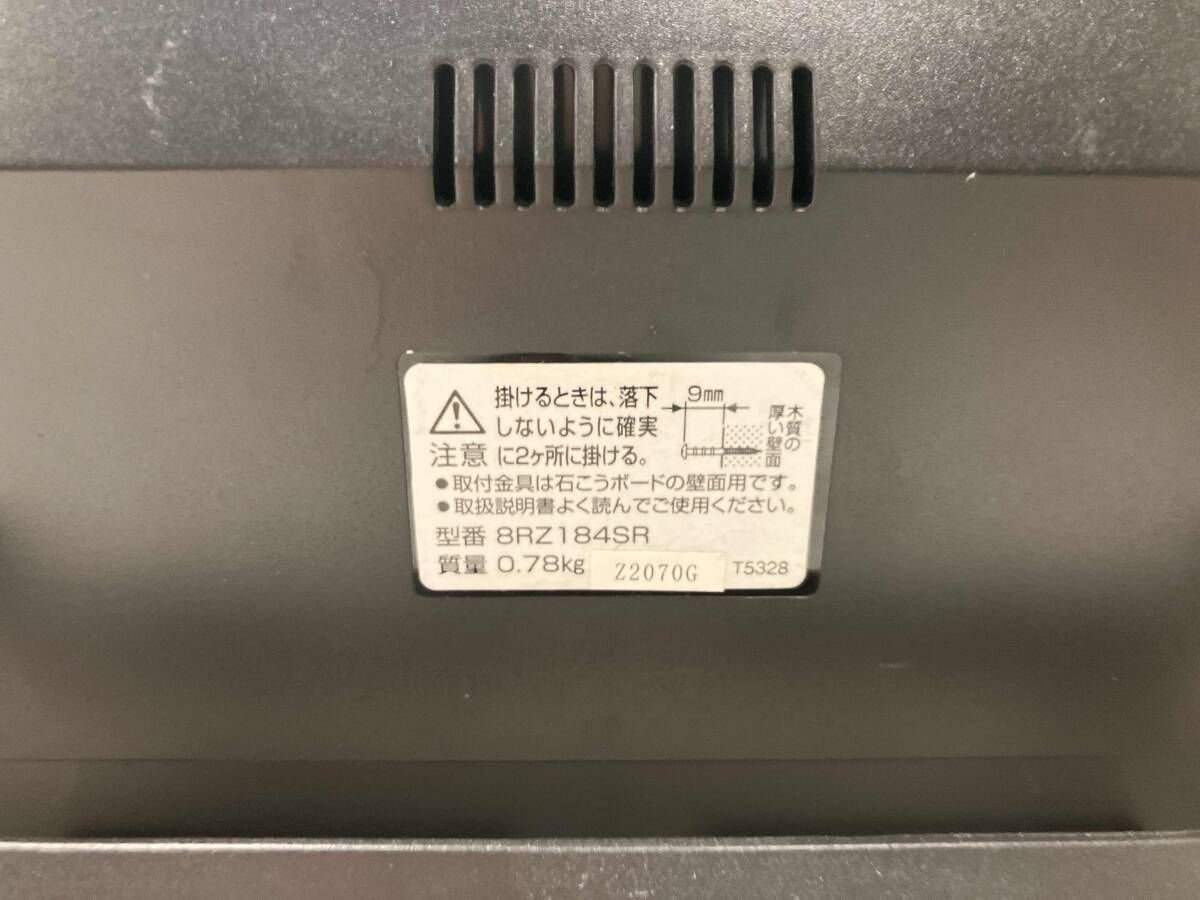 掛けるときは、落下
しないように確実
注意 に2ヶ所に掛ける。
9mm
木質の
厚い壁面
●取付金具は石こうボードの壁面用です。
●取扱説明書よく読んでご使用ください。
型番 8RZ184SR
質量 0.78kg Z2070G T5328